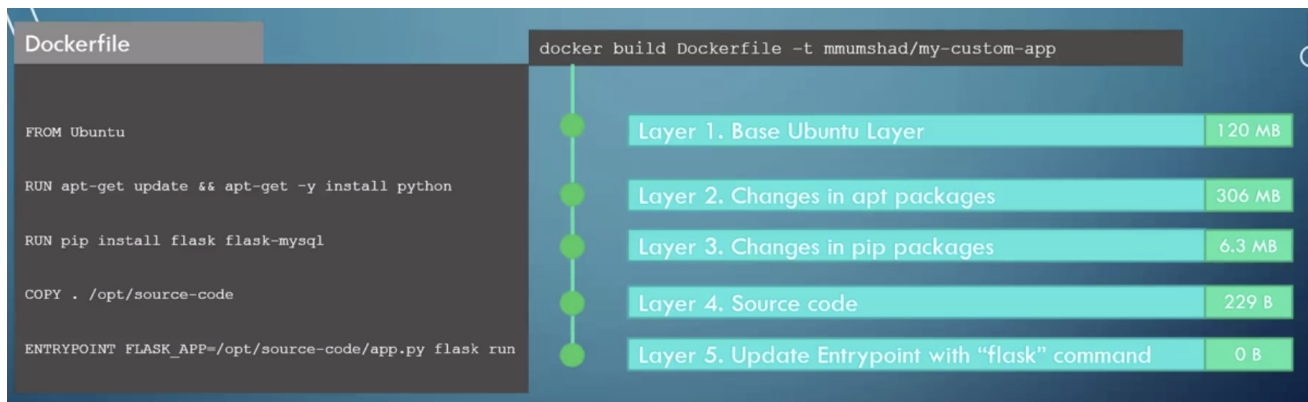 Dockerfile
docker build Dockerfile -t mmumshad/my-custom-app
FROM Ubuntu
RUN apt-get update && apt-get -y install python
RUN pip install flask flask-mysql
COPY . /opt/source-code
ENTRYPOINT FLASK_APP=/opt/source-code/app.py flask run
Layer 1. Base Ubuntu Layer 120 MB
Layer 2. Changes in apt packages 306 MB
Layer 3. Changes in pip packages 6.3 MB
Layer 4. Source code 229 B
Layer 5. Update Entrypoint with “flask” command 0 B